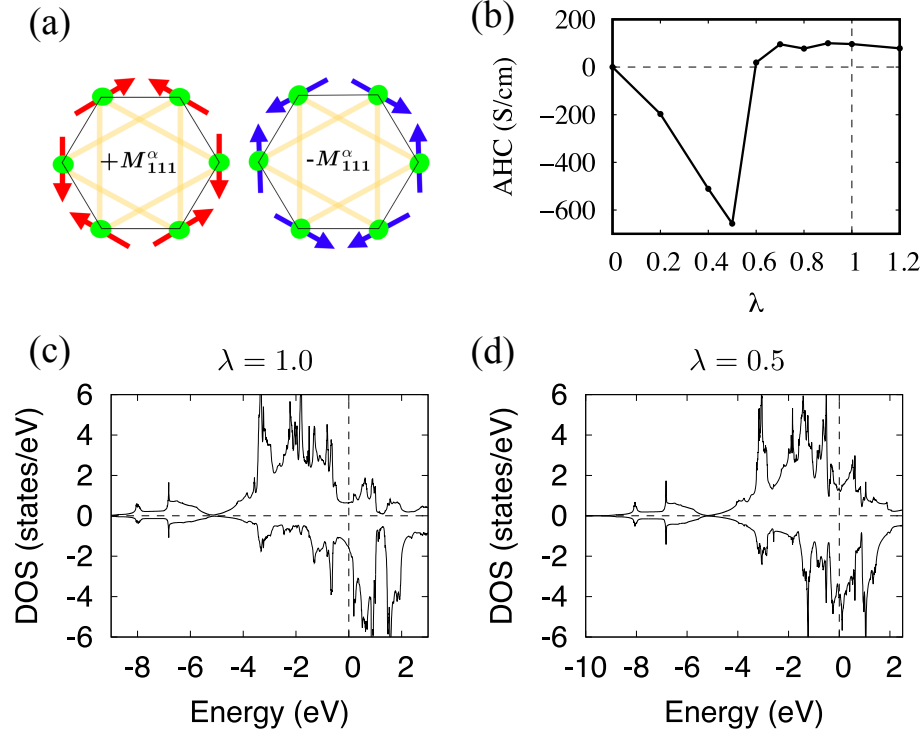 (a)
+M^α_111
-M^α_111
(b)
AHC (S/cm)
200
0
−200
−400
−600
0 0.2 0.4 0.6 0.8 1 1.2
λ
(c)
λ = 1.0
DOS (states/eV)
6
4
2
0
-2
-4
-6
-8 -6 -4 -2 0 2
Energy (eV)
(d)
λ = 0.5
DOS (states/eV)
6
4
2
0
-2
-4
-6
-10 -8 -6 -4 -2 0 2
Energy (eV)